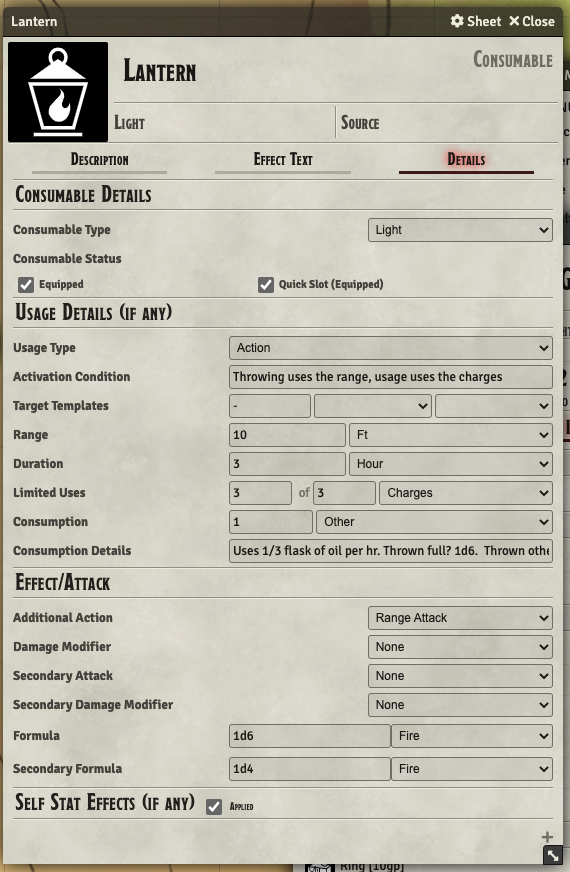 Lantern Sheet Close
Lantern
Consumable
Light Source
Description Effect Text Details
Consumable Details
Consumable Type Light
Consumable Status
Equipped Quick Slot (Equipped)
Usage Details (if any)
Usage Type Action
Activation Condition Throwing uses the range, usage uses the charges
Target Templates -
Range 10 Ft
Duration 3 Hour
Limited Uses 3 of 3 Charges
Consumption 1 Other
Consumption Details Uses 1/3 flask of oil per hr. Thrown full? 1d6. Thrown othe
Effect/Attack
Additional Action Range Attack
Damage Modifier None
Secondary Attack None
Secondary Damage Modifier None
Formula 1d6 Fire
Secondary Formula 1d4 Fire
Self Stat Effects (if any) Applied
+
Ring [10gp]